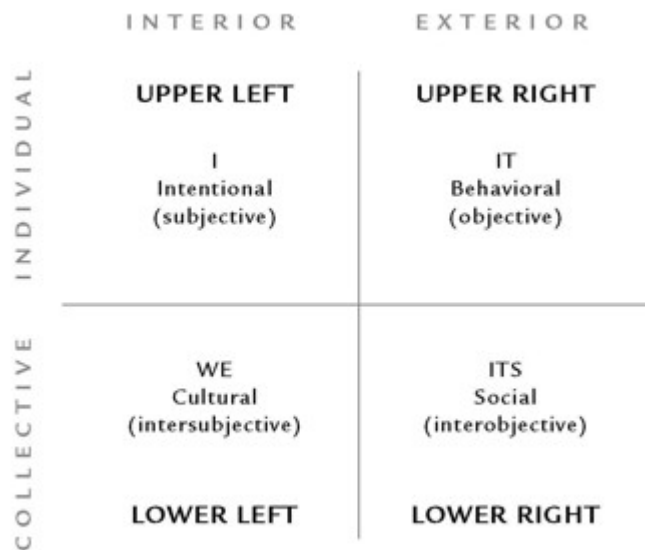 INTERIOR EXTERIOR
INDIVIDUAL
UPPER LEFT
I
Intentional
(subjective)
UPPER RIGHT
IT
Behavioral
(objective)
COLLECTIVE
WE
Cultural
(intersubjective)
LOWER LEFT
ITS
Social
(interobjective)
LOWER RIGHT